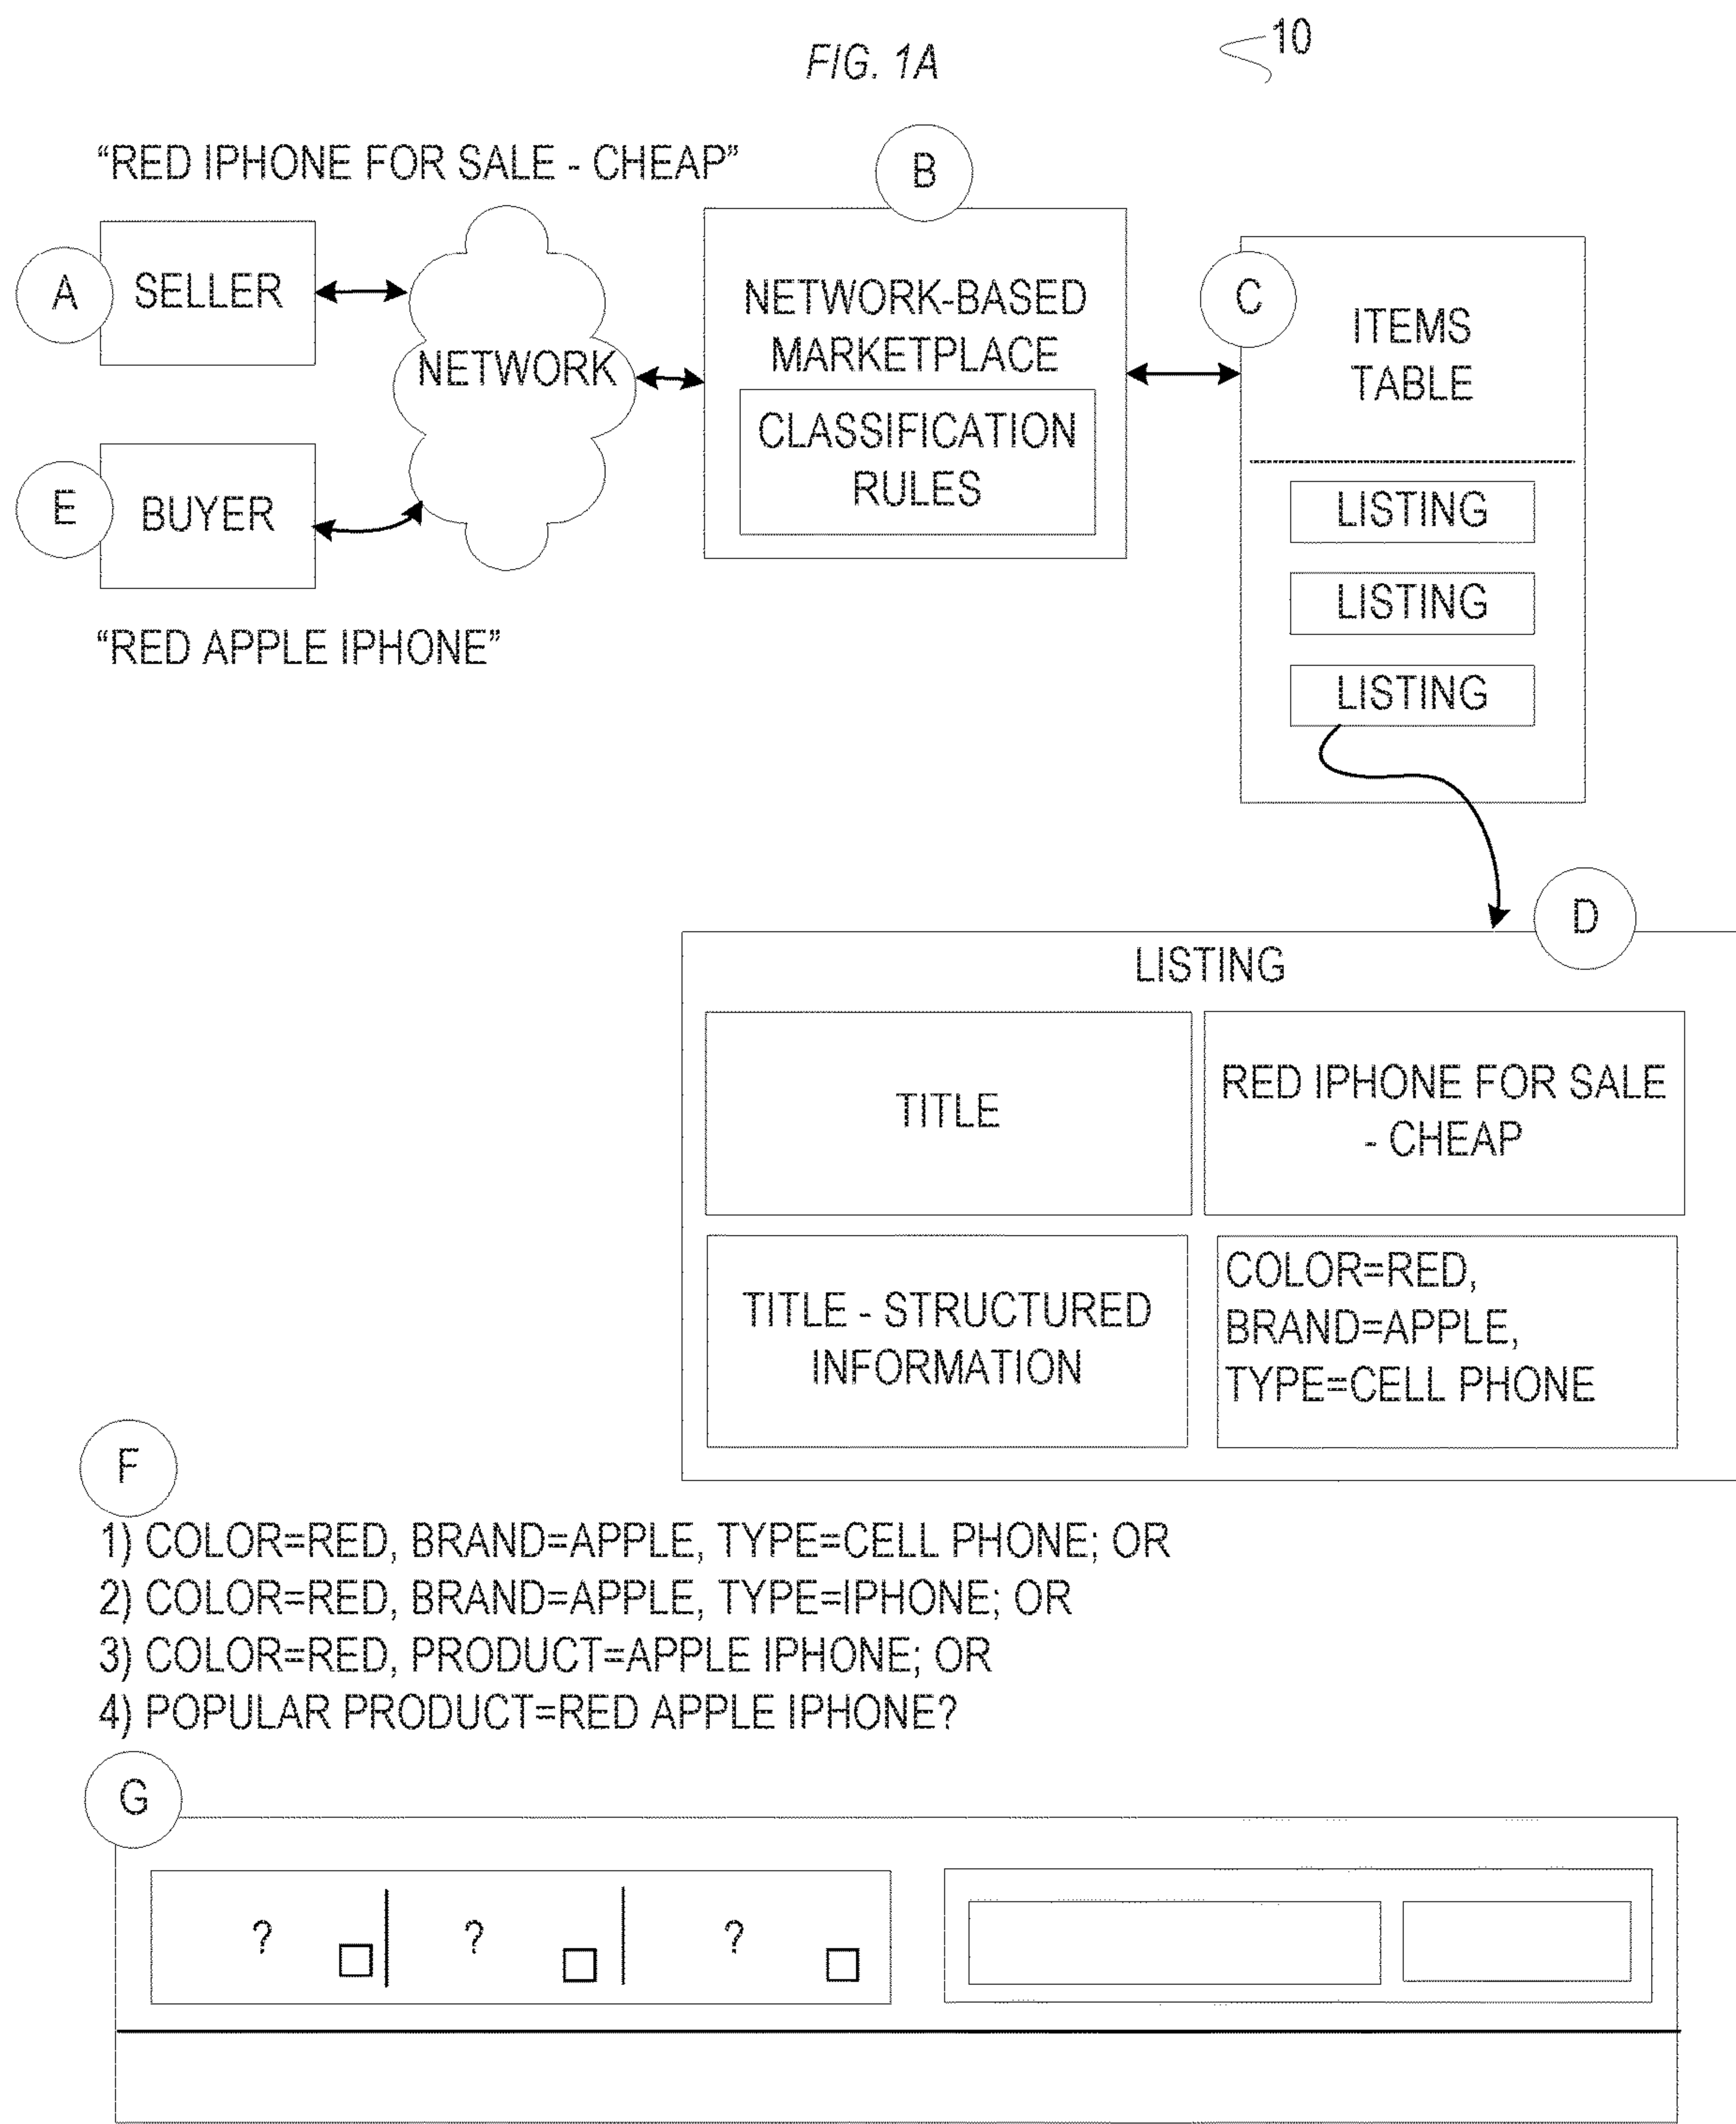 FIG. 1A
10
“RED IPHONE FOR SALE - CHEAP”
A
SELLER
NETWORK
B
NETWORK-BASED
MARKETPLACE
CLASSIFICATION
RULES
C
ITEMS
TABLE
LISTING
LISTING
LISTING
E
BUYER
“RED APPLE IPHONE”
D
LISTING
TITLE
RED IPHONE FOR SALE
- CHEAP
TITLE - STRUCTURED
INFORMATION
COLOR=RED,
BRAND=APPLE,
TYPE=CELL PHONE
F
1) COLOR=RED, BRAND=APPLE, TYPE=CELL PHONE; OR
2) COLOR=RED, BRAND=APPLE, TYPE=IPHONE; OR
3) COLOR=RED, PRODUCT=APPLE IPHONE; OR
4) POPULAR PRODUCT=RED APPLE IPHONE?
G
? ? ?